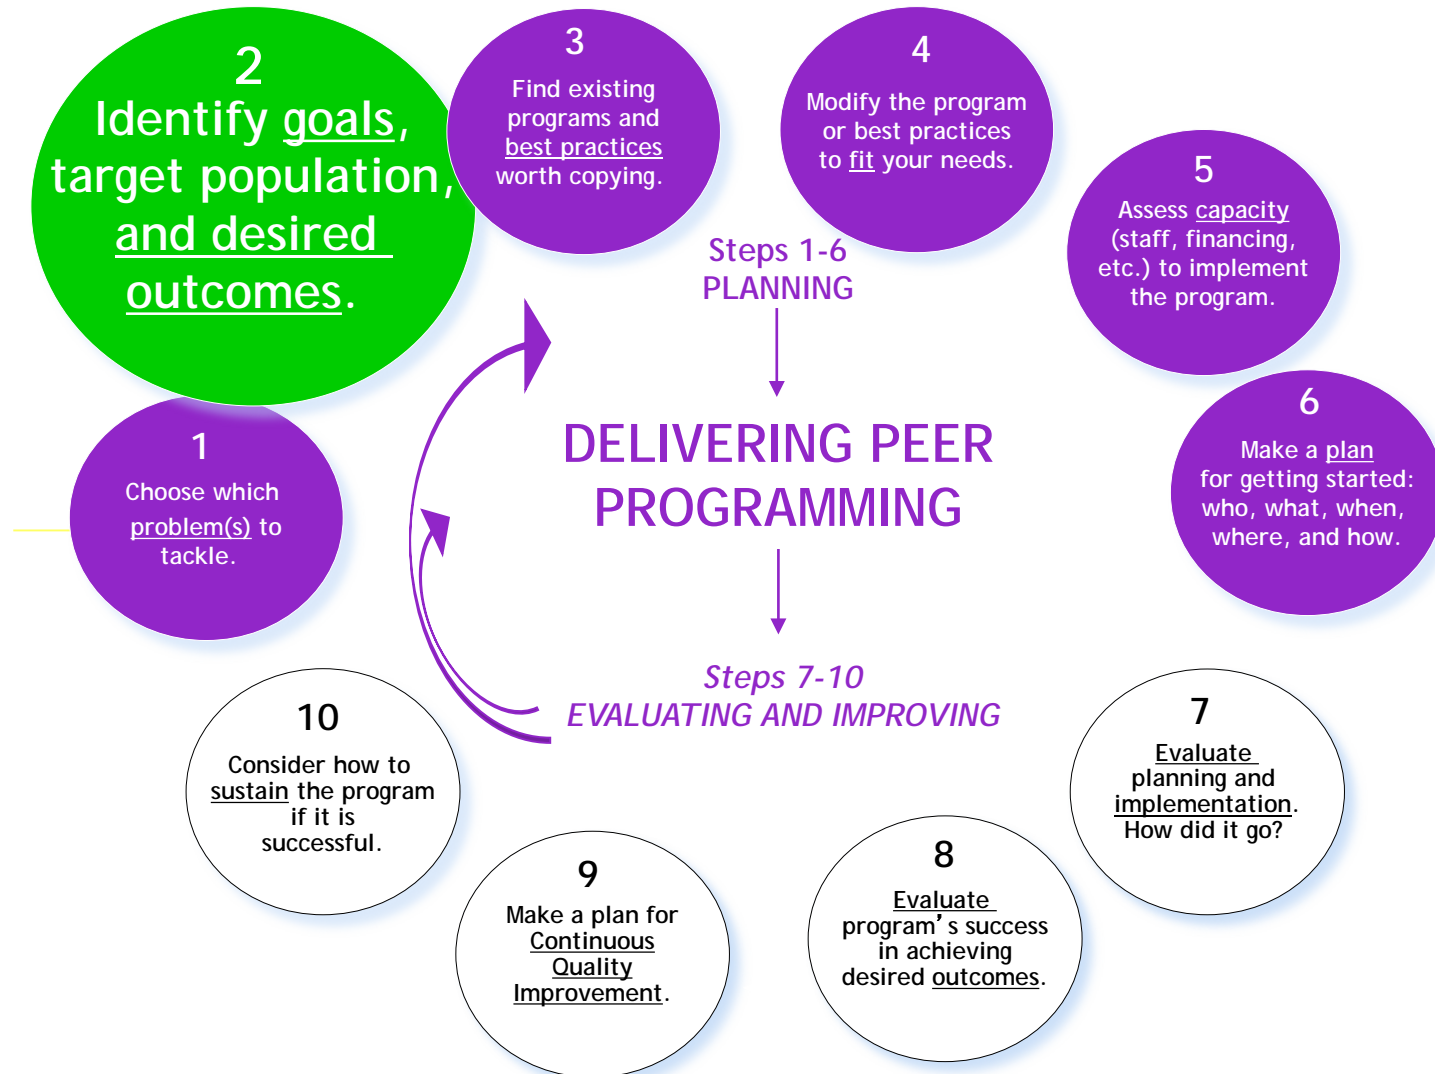 2
Identify goals,
target population,
and desired
outcomes.
3
Find existing
programs and
best practices
worth copying.
4
Modify the program
or best practices
to fit your needs.
5
Assess capacity
(staff, financing,
etc.) to implement
the program.
Steps 1-6
PLANNING
6
Make a plan
for getting started:
who, what, when,
where, and how.
1
Choose which
problem(s) to
tackle.
DELIVERING PEER
PROGRAMMING
Steps 7-10
EVALUATING AND IMPROVING
7
Evaluate
planning and
implementation.
How did it go?
10
Consider how to
sustain the program
if it is
successful.
8
Evaluate
program’s success
in achieving
desired outcomes.
9
Make a plan for
Continuous
Quality
Improvement.